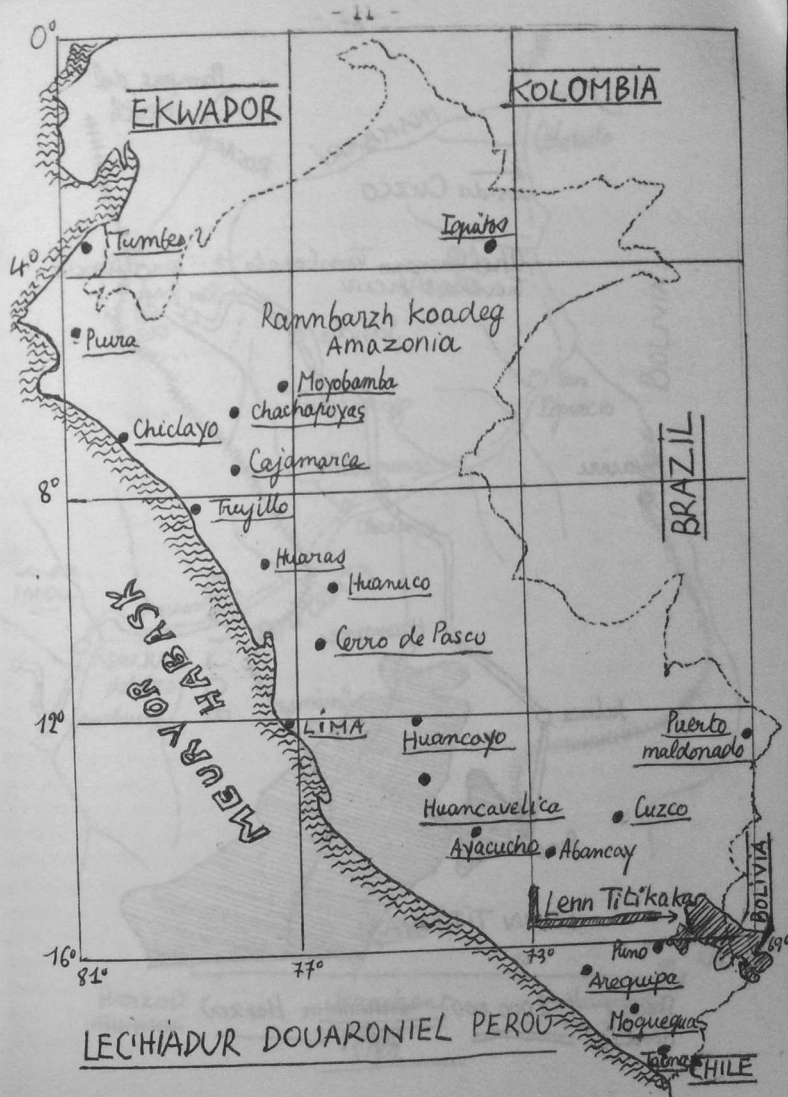 - 11 -
0°
EKWADOR
KOLOMBIA
Tumbes
Iquitos
4°
Piura
Rannbarzh koadeg
Amazonia
Moyobamba
Chachapoyas
Chiclayo
Cajamarca
BRAZIL
8°
Trujillo
Huaras
Huanuco
Cerro de Pasco
MEURVOR
HABASK
12°
LIMA
Huancayo
Puerto
maldonado
Huancavelica
Cuzco
Ayacucho
Abancay
BOLIVIA
Lenn Titikaka
16°
81°
77°
73°
69°
Puno
Arequipa
Moquegua
Tacna
CHILE
LEC'HIADUR DOUARONIEL PEROU